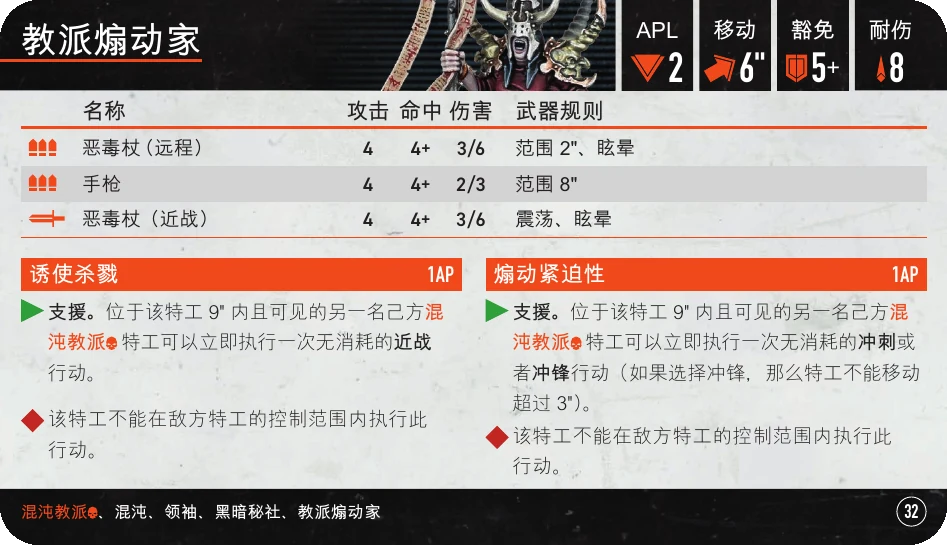 教派煽动家
APL 移动 豁免 耐伤
2 6" 5+ 8
名称 攻击 命中 伤害 武器规则
恶毒杖（远程） 4 4+ 3/6 范围 2"、眩晕
手枪 4 4+ 2/3 范围 8"
恶毒杖（近战） 4 4+ 3/6 震荡、眩晕
诱使杀戮 1AP
支援。位于该特工 9" 内且可见的另一名己方混
沌教派 特工可以立即执行一次无消耗的近战
行动。
该特工不能在敌方特工的控制范围内执行此
行动。
煽动紧迫性 1AP
支援。位于该特工 9" 内且可见的另一名己方混
沌教派 特工可以立即执行一次无消耗的冲刺或
者冲锋行动（如果选择冲锋，那么特工不能移动
超过 3"）。
该特工不能在敌方特工的控制范围内执行此
行动。
混沌教派、混沌、领袖、黑暗秘社、教派煽动家
32